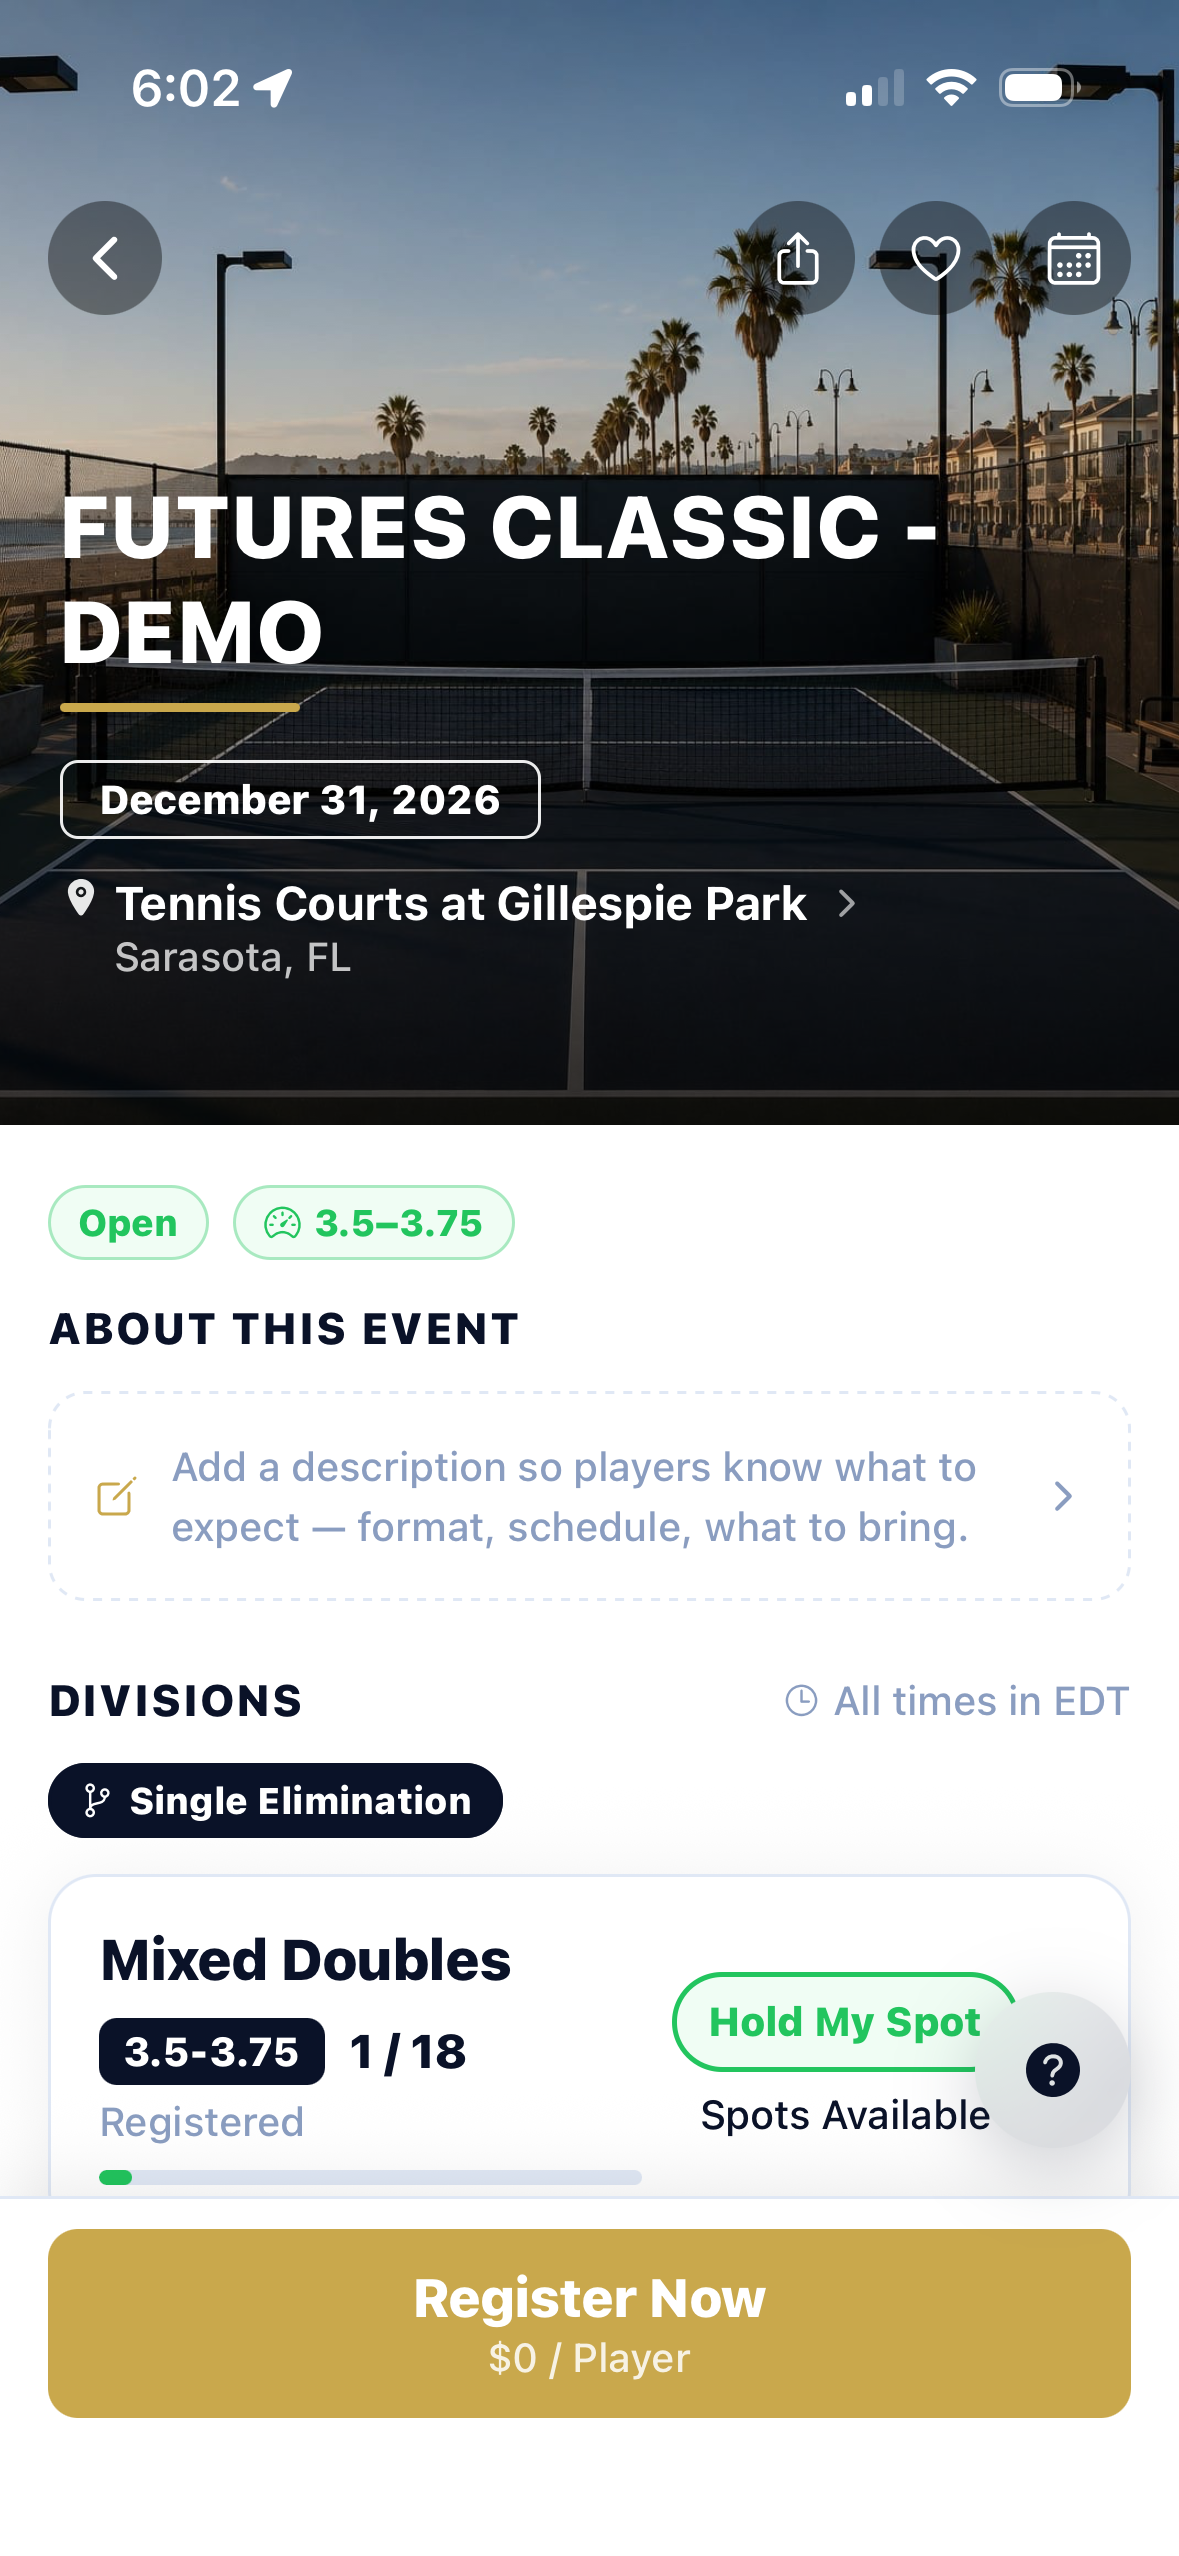 6:02
FUTURES CLASSIC -
DEMO
December 31, 2026
Tennis Courts at Gillespie Park
Sarasota, FL
Open
3.5–3.75
ABOUT THIS EVENT
Add a description so players know what to
expect — format, schedule, what to bring.
DIVISIONS
All times in EDT
Single Elimination
Mixed Doubles
Hold My Spot
3.5-3.75 1 / 18
?
Spots Available
Registered
Register Now
$0 / Player